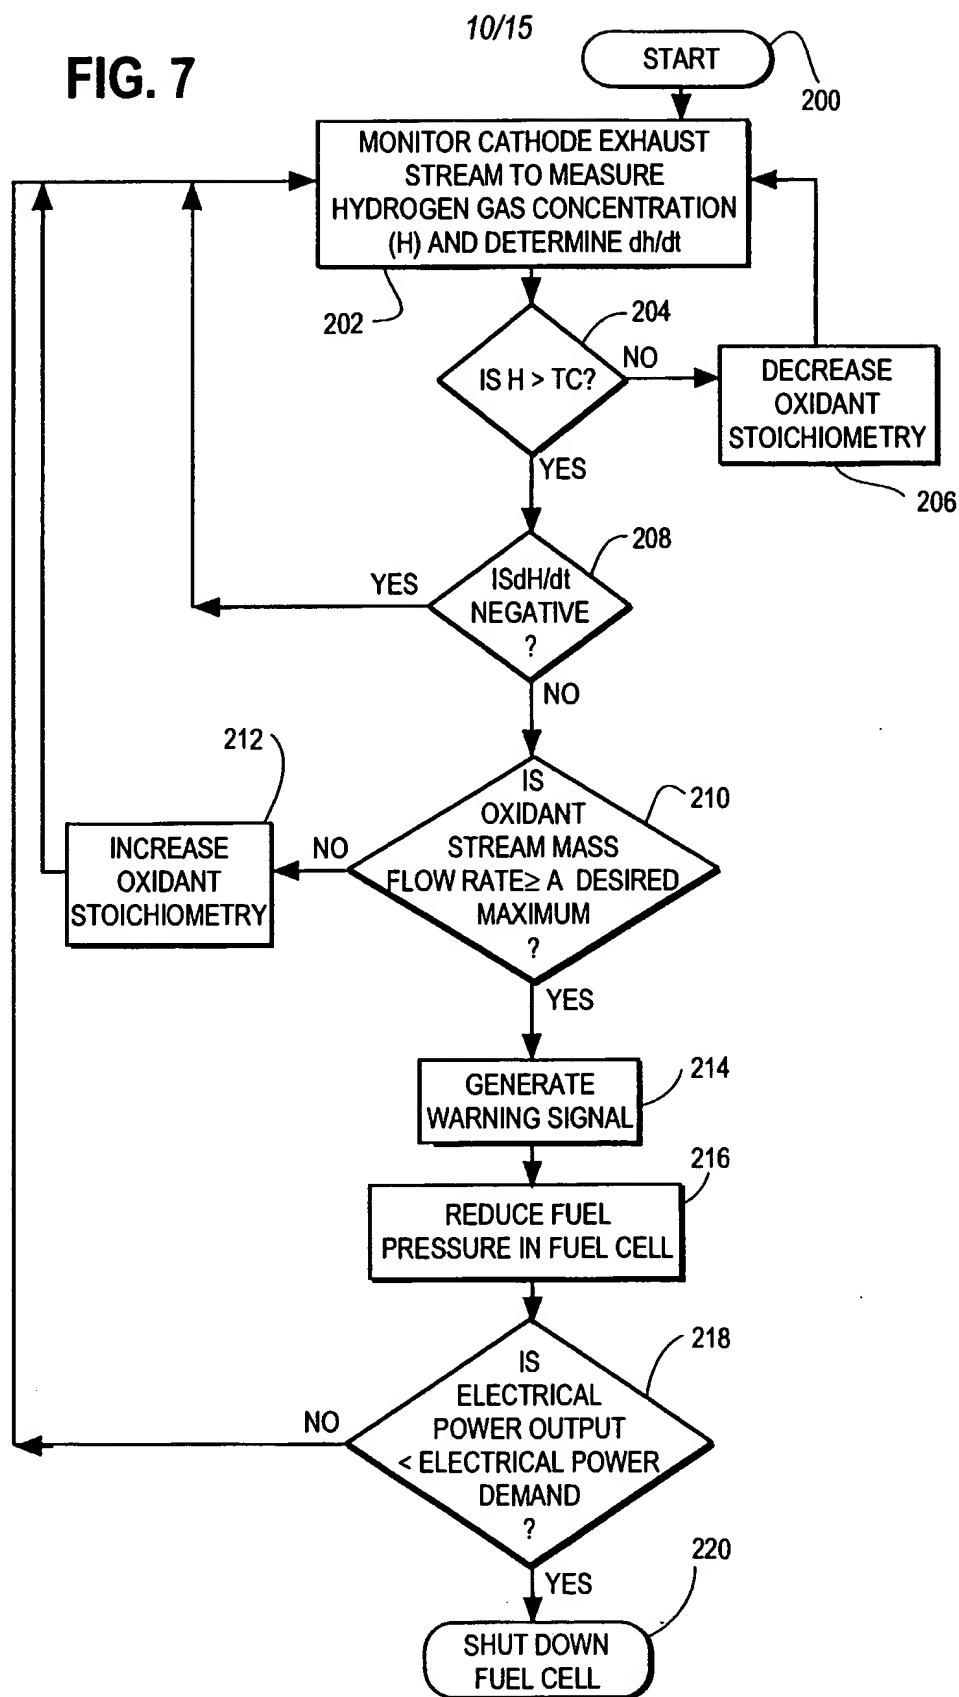 10/15
FIG. 7
START
200
MONITOR CATHODE EXHAUST
STREAM TO MEASURE
HYDROGEN GAS CONCENTRATION
(H) AND DETERMINE dh/dt
202
204
IS H > TC?
NO
DECREASE
OXIDANT
STOICHIOMETRY
206
YES
208
ISdH/dt
NEGATIVE
?
YES
NO
212
210
IS
OXIDANT
STREAM MASS
FLOW RATE≥ A DESIRED
MAXIMUM
?
NO
INCREASE
OXIDANT
STOICHIOMETRY
YES
214
GENERATE
WARNING SIGNAL
216
REDUCE FUEL
PRESSURE IN FUEL CELL
218
IS
ELECTRICAL
POWER OUTPUT
< ELECTRICAL POWER
DEMAND
?
NO
YES
220
SHUT DOWN
FUEL CELL